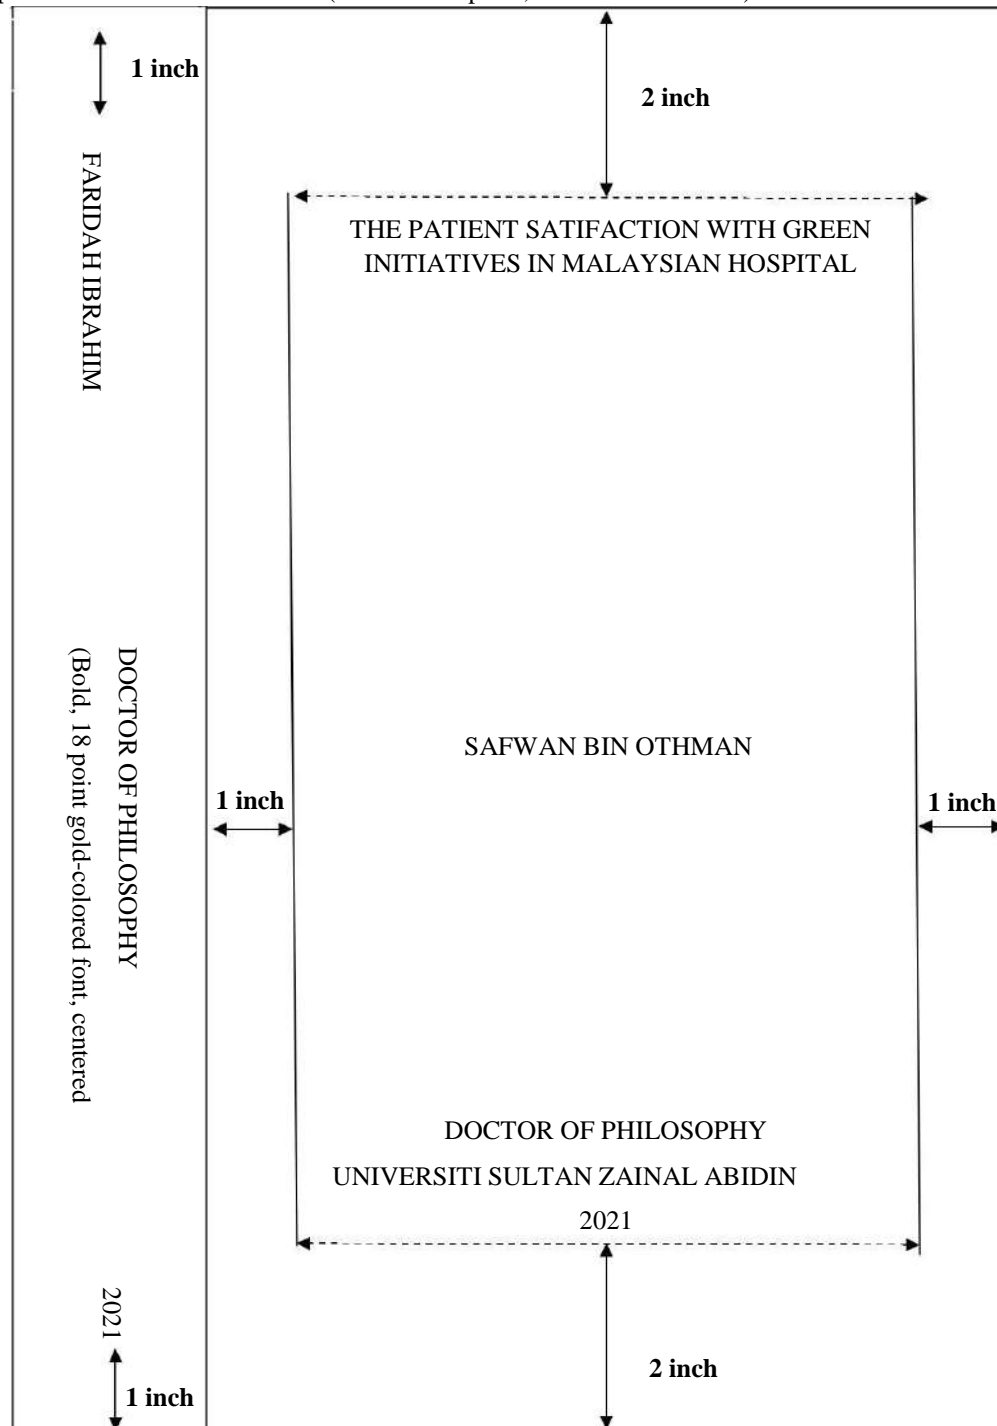 1 inch
FARIDAH IBRAHIM
DOCTOR OF PHILOSOPHY
(Bold, 18 point gold-colored font, centered
2021
1 inch
2 inch
THE PATIENT SATIFACTION WITH GREEN
INITIATIVES IN MALAYSIAN HOSPITAL
SAFWAN BIN OTHMAN
1 inch
1 inch
DOCTOR OF PHILOSOPHY
UNIVERSITI SULTAN ZAINAL ABIDIN
2021
2 inch